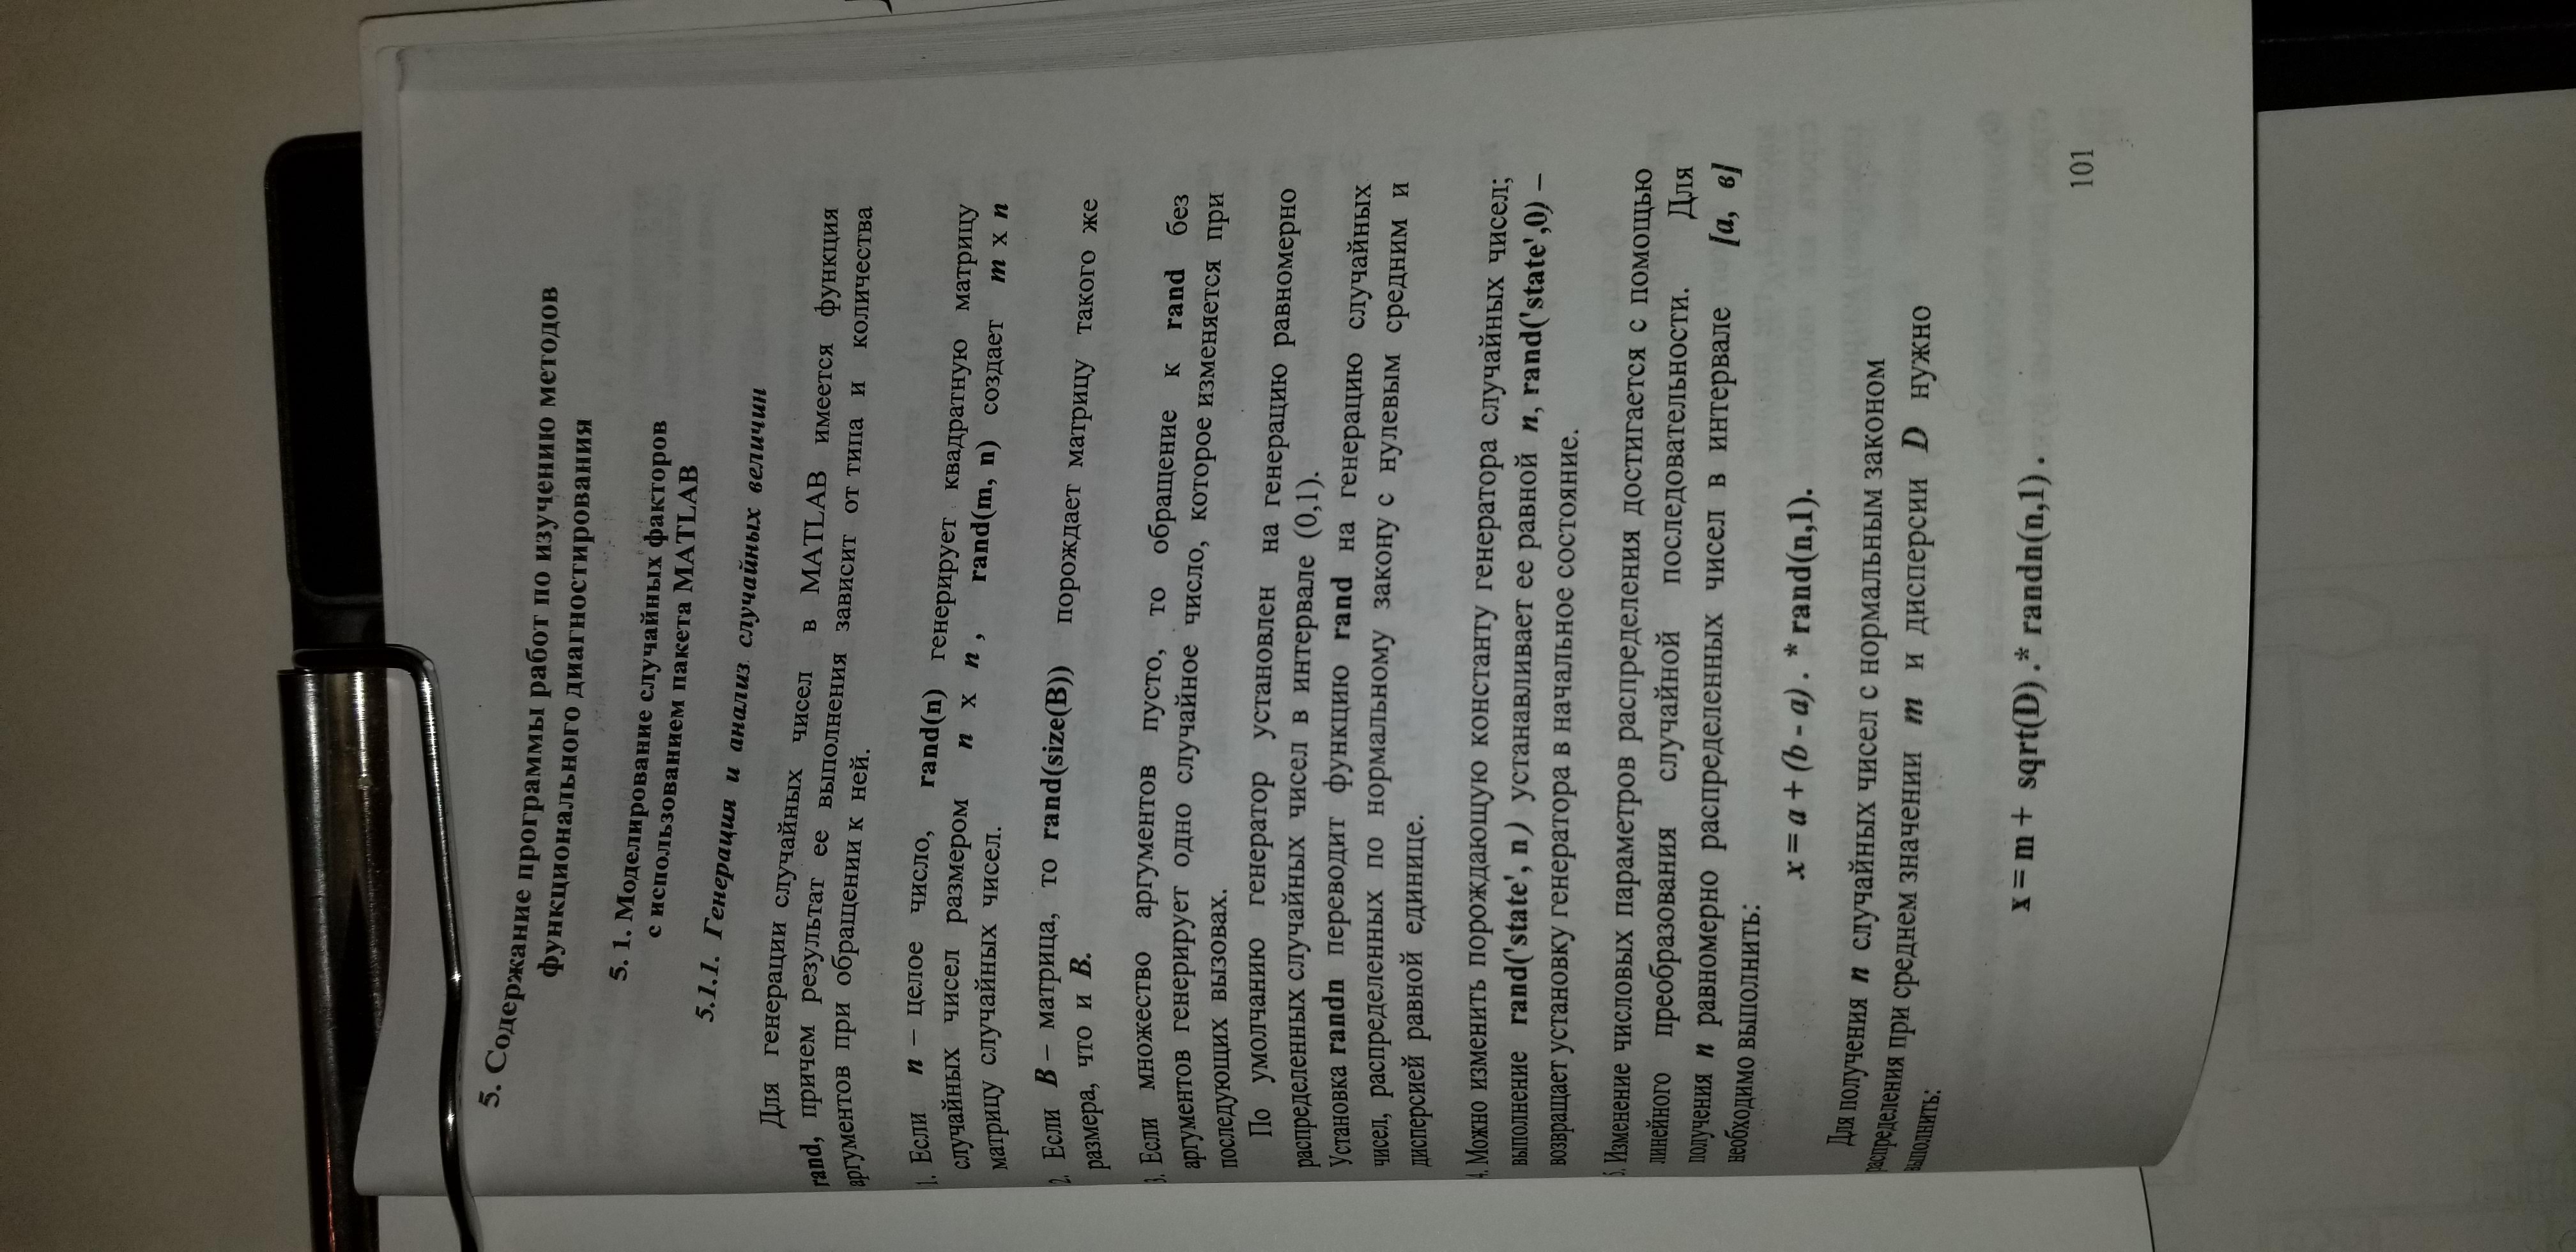 5. Содержание программы работ по изучению методов
функционального диагностирования
5. 1. Моделирование случайных факторов
с использованием пакета MATLAB
5.1.1. Генерация и анализ случайных величин
Для генерации случайных чисел в MATLAB имеется функция
rand, причем результат ее выполнения зависит от типа и количества
аргументов при обращении к ней.
1. Если n – целое число, rand(n) генерирует квадратную матрицу
случайных чисел размером n x n , rand(m, n) создает m x n
матрицу случайных чисел.
2. Если B – матрица, то rand(size(B)) порождает матрицу такого же
размера, что и B.
3. Если множество аргументов пусто, то обращение к rand без
аргументов генерирует одно случайное число, которое изменяется при
последующих вызовах.
По умолчанию генератор установлен на генерацию равномерно
распределенных случайных чисел в интервале (0,1).
Установка randn переводит функцию rand на генерацию случайных
чисел, распределенных по нормальному закону с нулевым средним и
дисперсией равной единице.
4. Можно изменить порождающую константу генератора случайных чисел;
выполнение rand('state', n) устанавливает ее равной n, rand('state',0) –
возвращает установку генератора в начальное состояние.
5. Изменение числовых параметров распределения достигается с помощью
линейного преобразования случайной последовательности. Для
получения n равномерно распределенных чисел в интервале [a, в]
необходимо выполнить:
x = a + (b - a) . * rand(n,1).
Для получения n случайных чисел с нормальным законом
распределения при среднем значении m и дисперсии D нужно
выполнить:
x = m + sqrt(D) .* randn(n,1) .
101